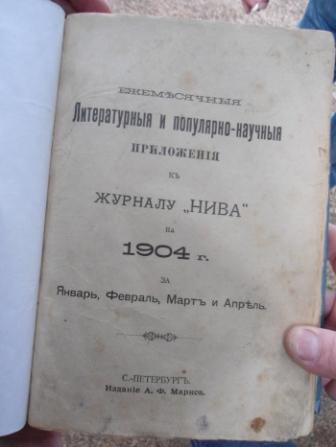 ЕЖЕМѢСЯЧНЫЯ
Литературныя и популярно-научныя
ПРИЛОЖЕНІЯ
КЪ
ЖУРНАЛУ „НИВА“
на
1904 г.
ЗА
Январь, Февраль, Мартъ и Апрѣль.
С.-ПЕТЕРБУРГЪ.
Изданіе А. Ф. Маркса.